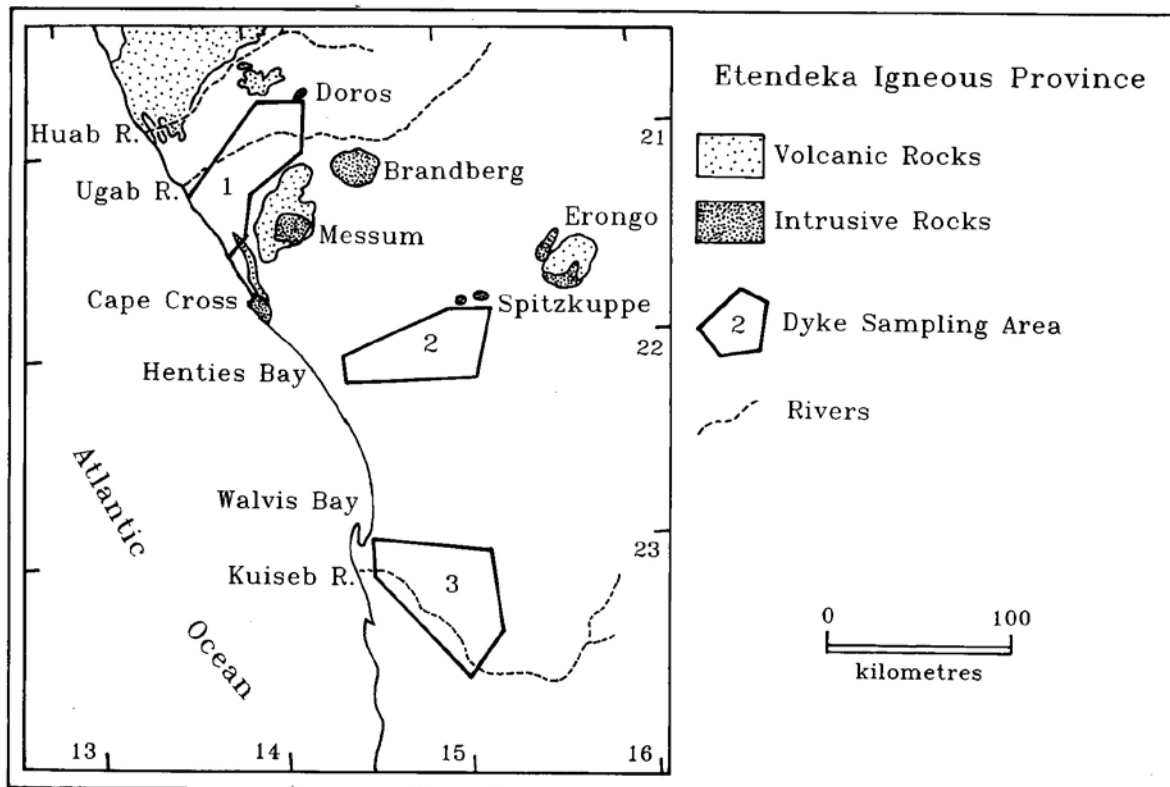 Doros
Huab R.
21
Brandberg
Ugab R.
1
Messum
Erongo
Cape Cross
Spitzkuppe
2
22
Henties Bay
Atlantic
Ocean
Walvis Bay
23
Kuiseb R.
3
13
14
15
16
Etendeka Igneous Province
Volcanic Rocks
Intrusive Rocks
2
Dyke Sampling Area
Rivers
0
100
kilometres